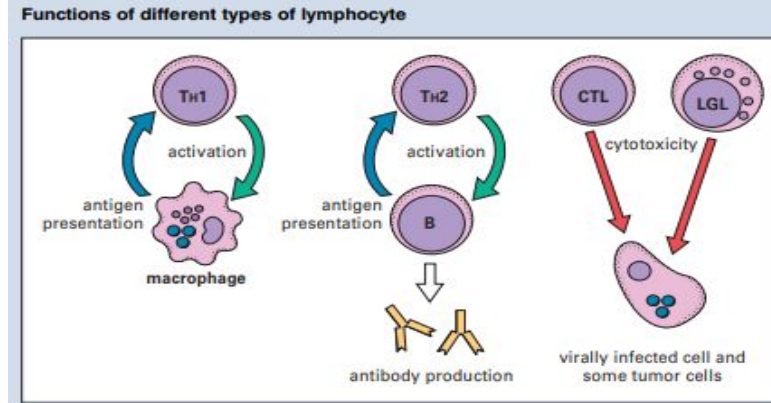 Functions of different types of lymphocyte
TH1
activation
antigen
presentation
macrophage
TH2
activation
antigen
presentation
B
antibody production
CTL
LGL
cytotoxicity
virally infected cell and
some tumor cells